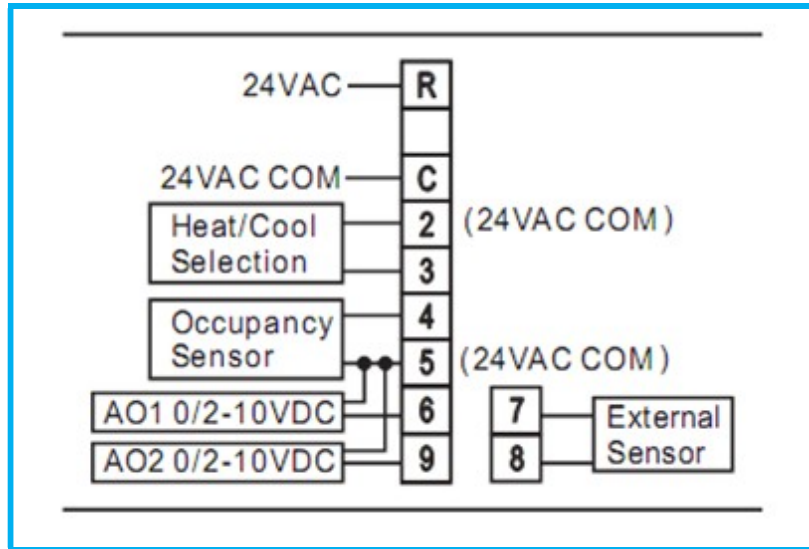 24VAC R
24VAC COM C
Heat/Cool Selection 2 (24VAC COM)
3
Occupancy Sensor 4
5 (24VAC COM)
AO1 0/2-10VDC 6
AO2 0/2-10VDC 9
7 External Sensor
8